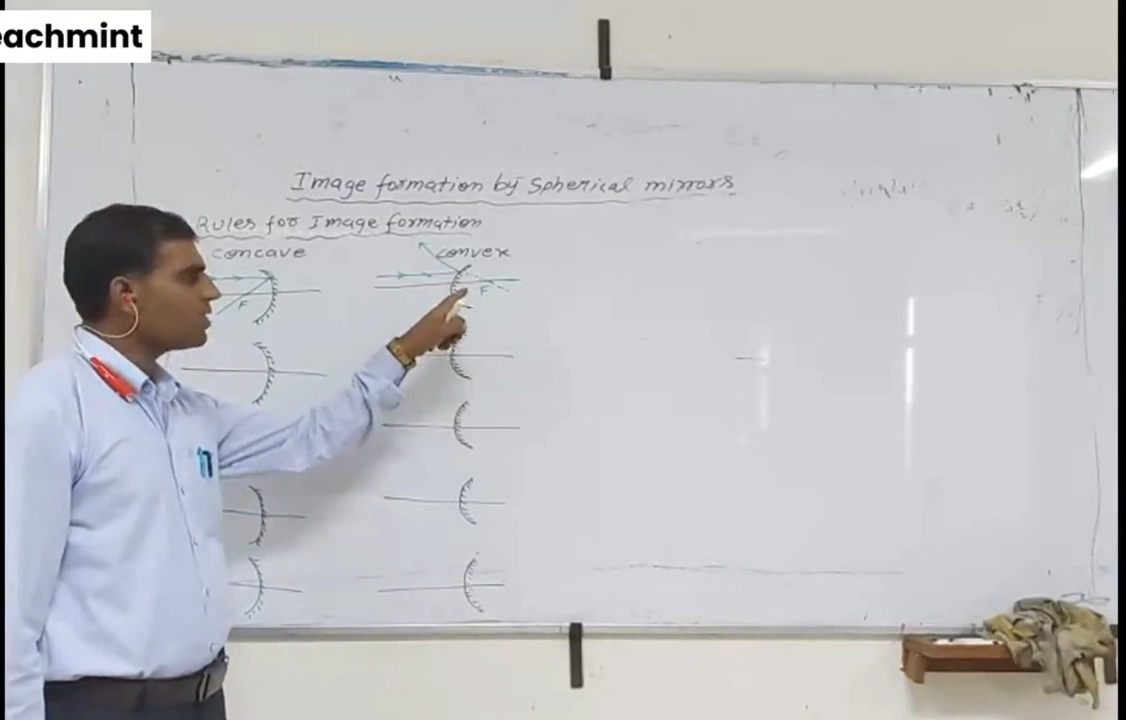 eachmint
Image formation by Spherical mirrors
Rules for Image formation
concave
convex
F
F